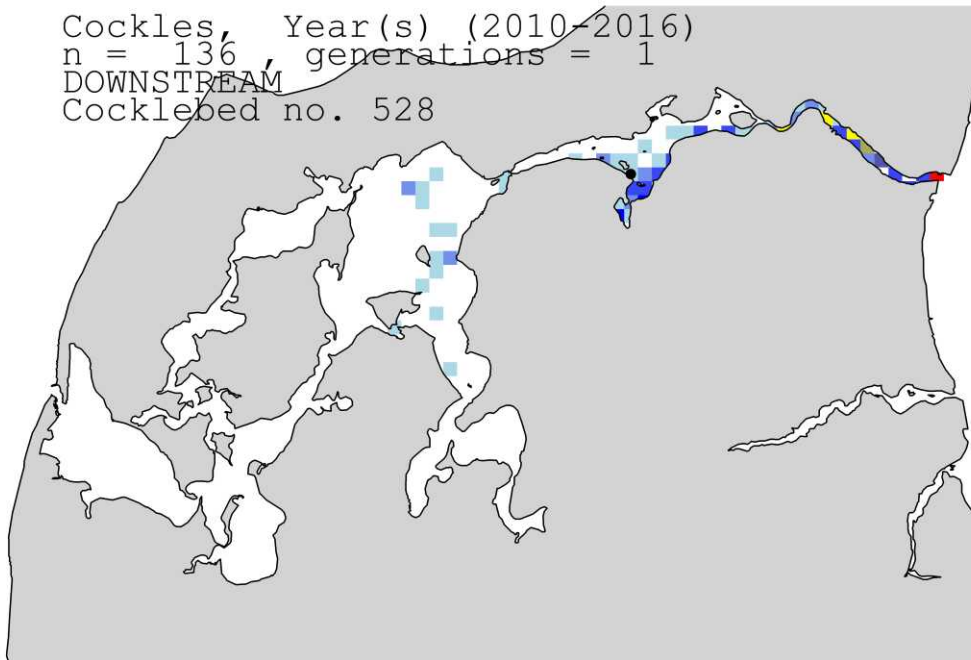 Cockles, Year(s) (2010-2016)
n = 136 , generations = 1
DOWNSTREAM
Cocklebed no. 528